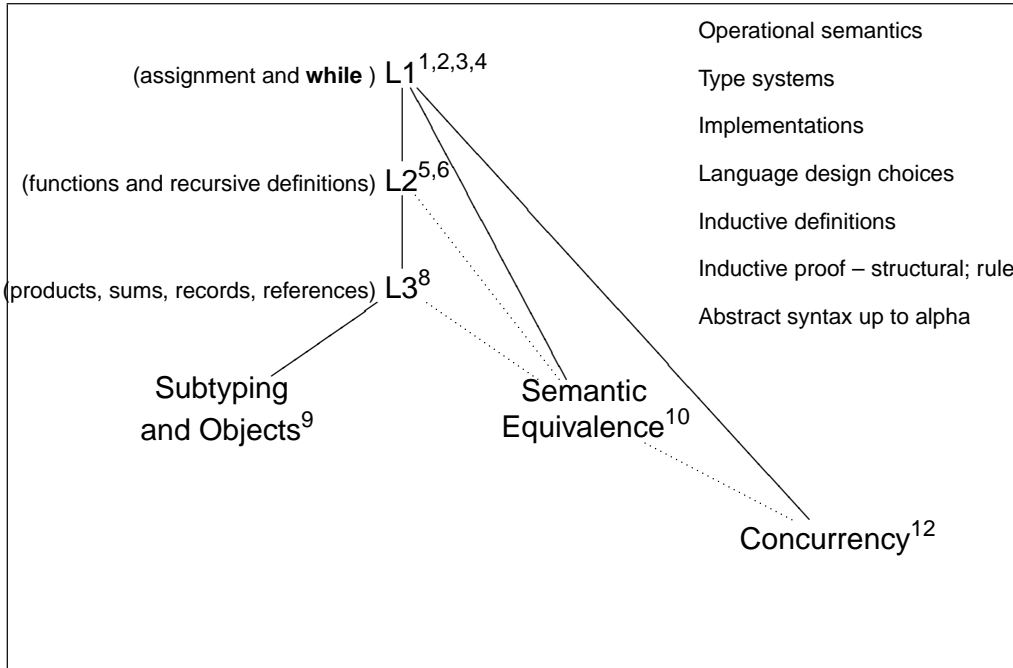 (assignment and while ) L1 1,2,3,4
(functions and recursive definitions) L2 5,6
(products, sums, records, references) L3 8
Subtyping
and Objects 9
Semantic
Equivalence 10
Concurrency 12
Operational semantics
Type systems
Implementations
Language design choices
Inductive definitions
Inductive proof – structural; rule
Abstract syntax up to alpha